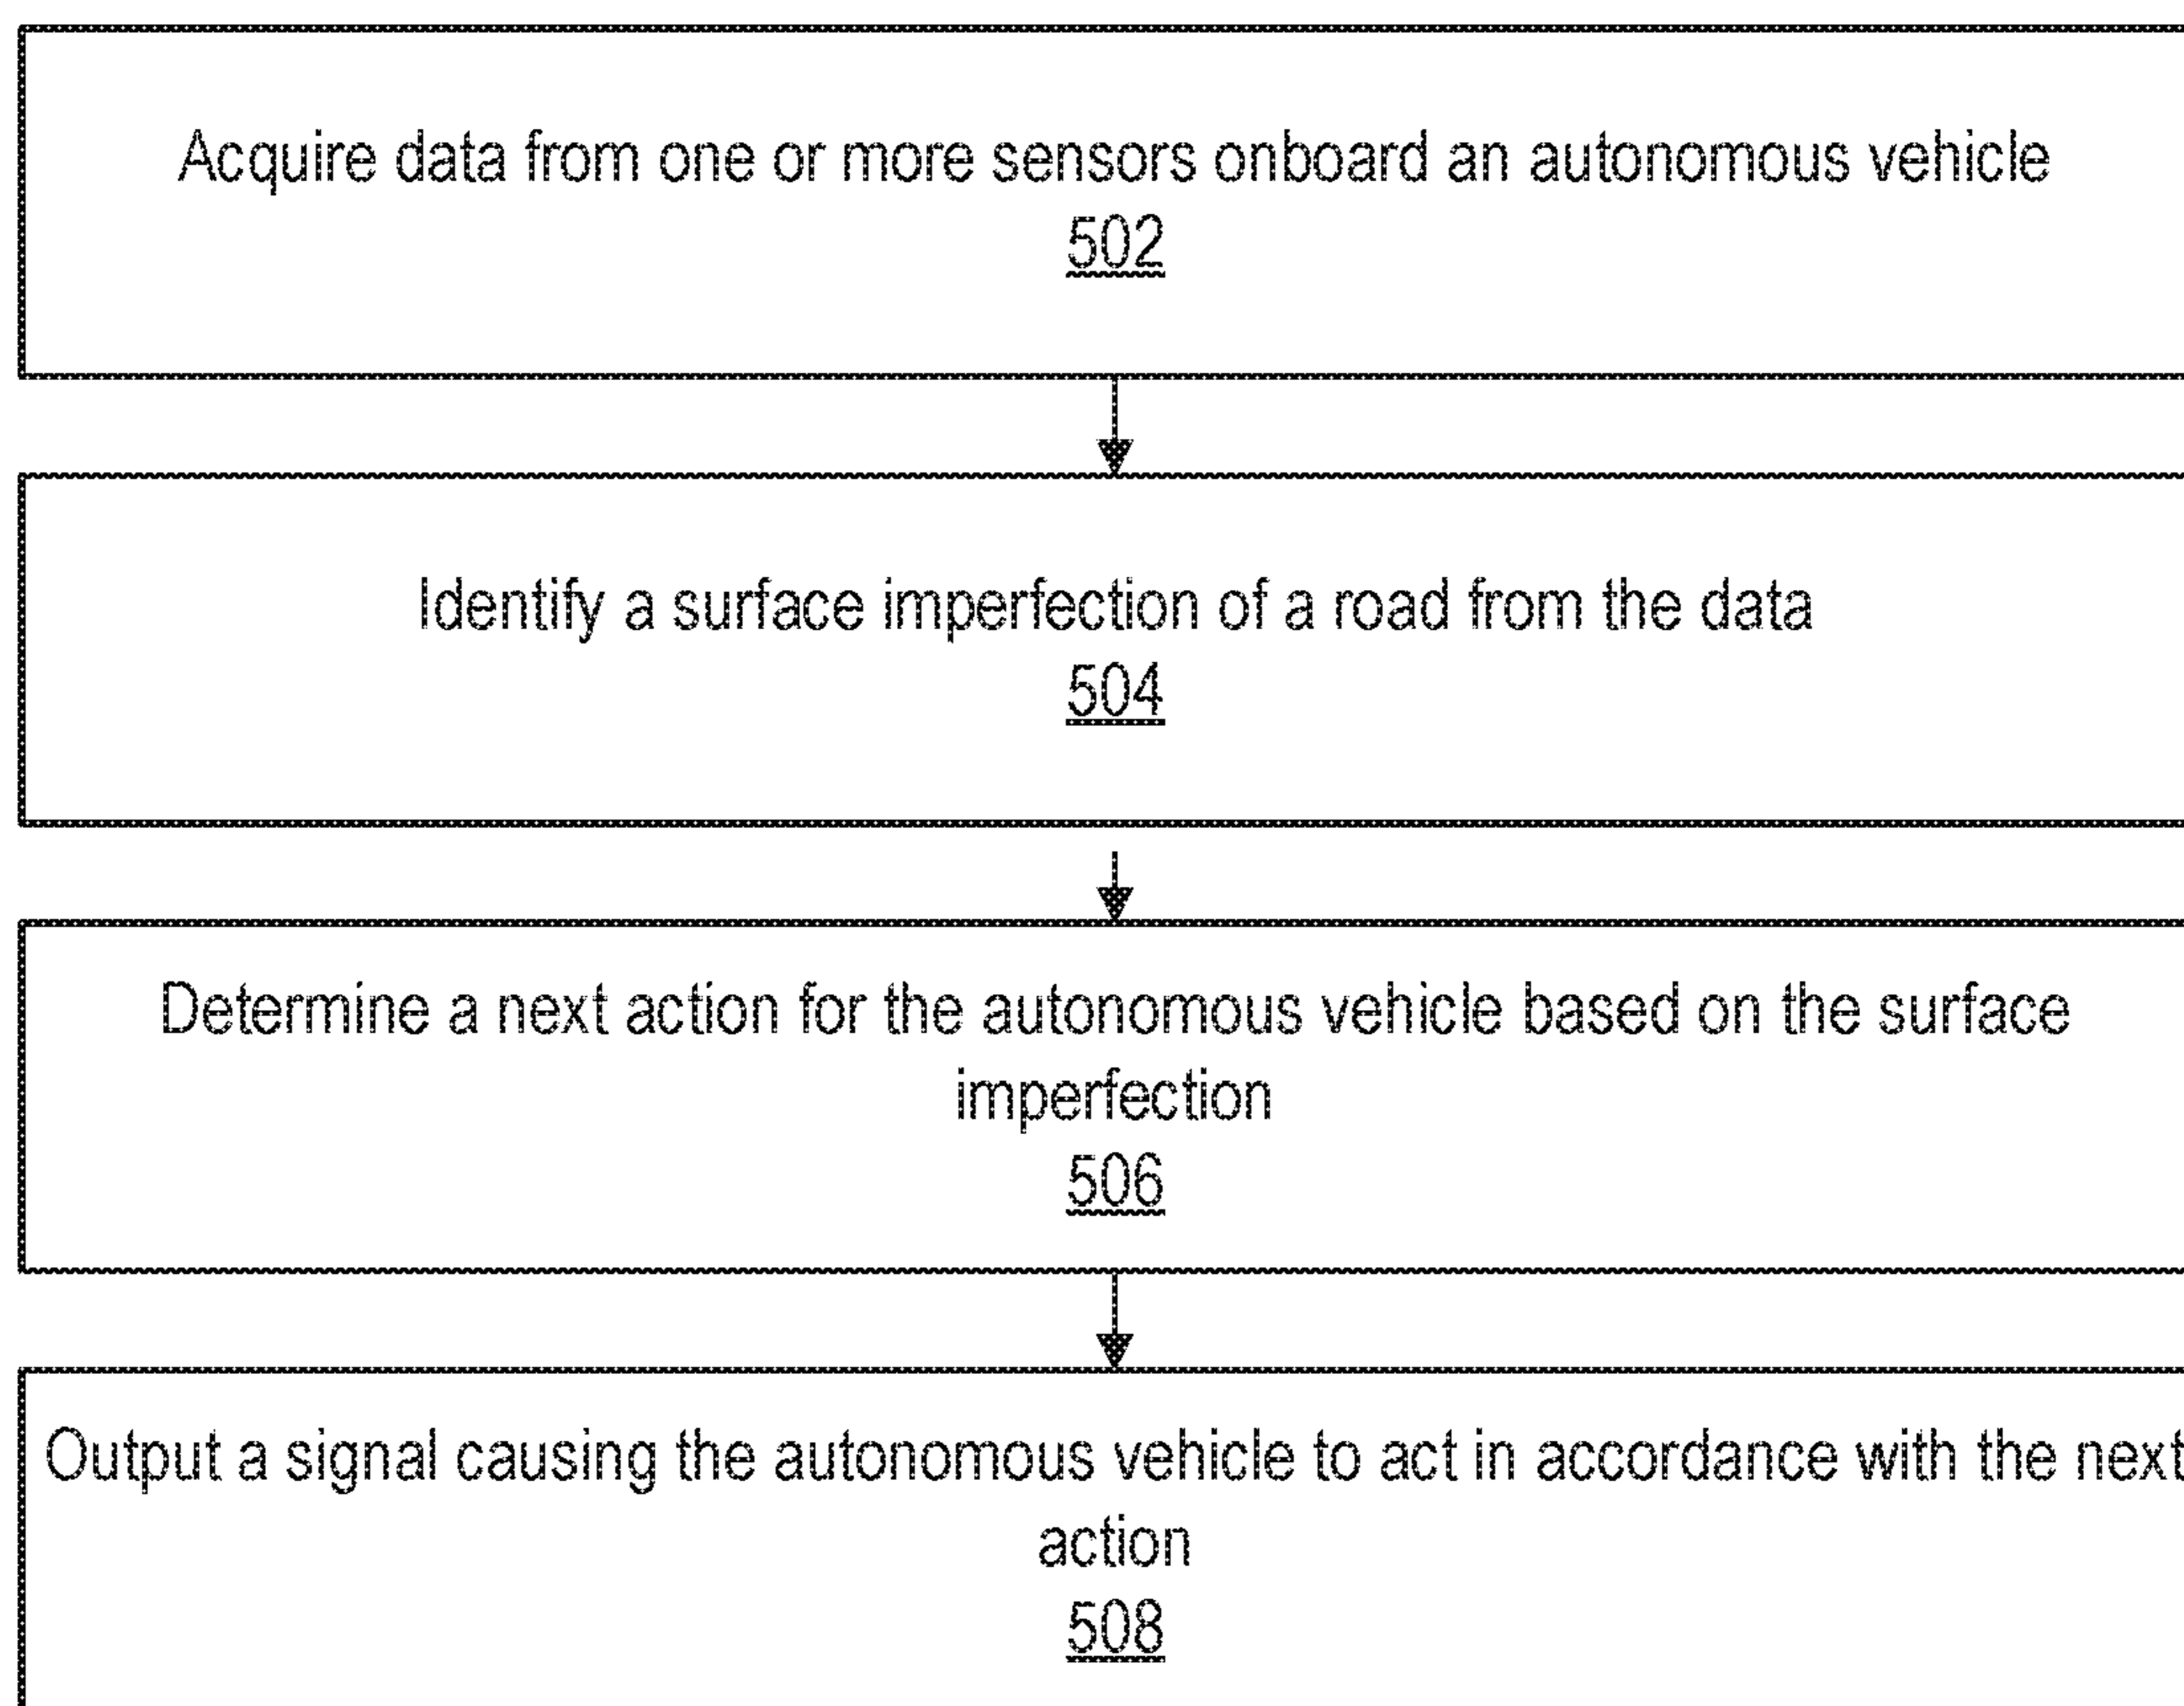 Acquire data from one or more sensors onboard an autonomous vehicle
502
Identify a surface imperfection of a road from the data
504
Determine a next action for the autonomous vehicle based on the surface
imperfection
506
Output a signal causing the autonomous vehicle to act in accordance with the next
action
508